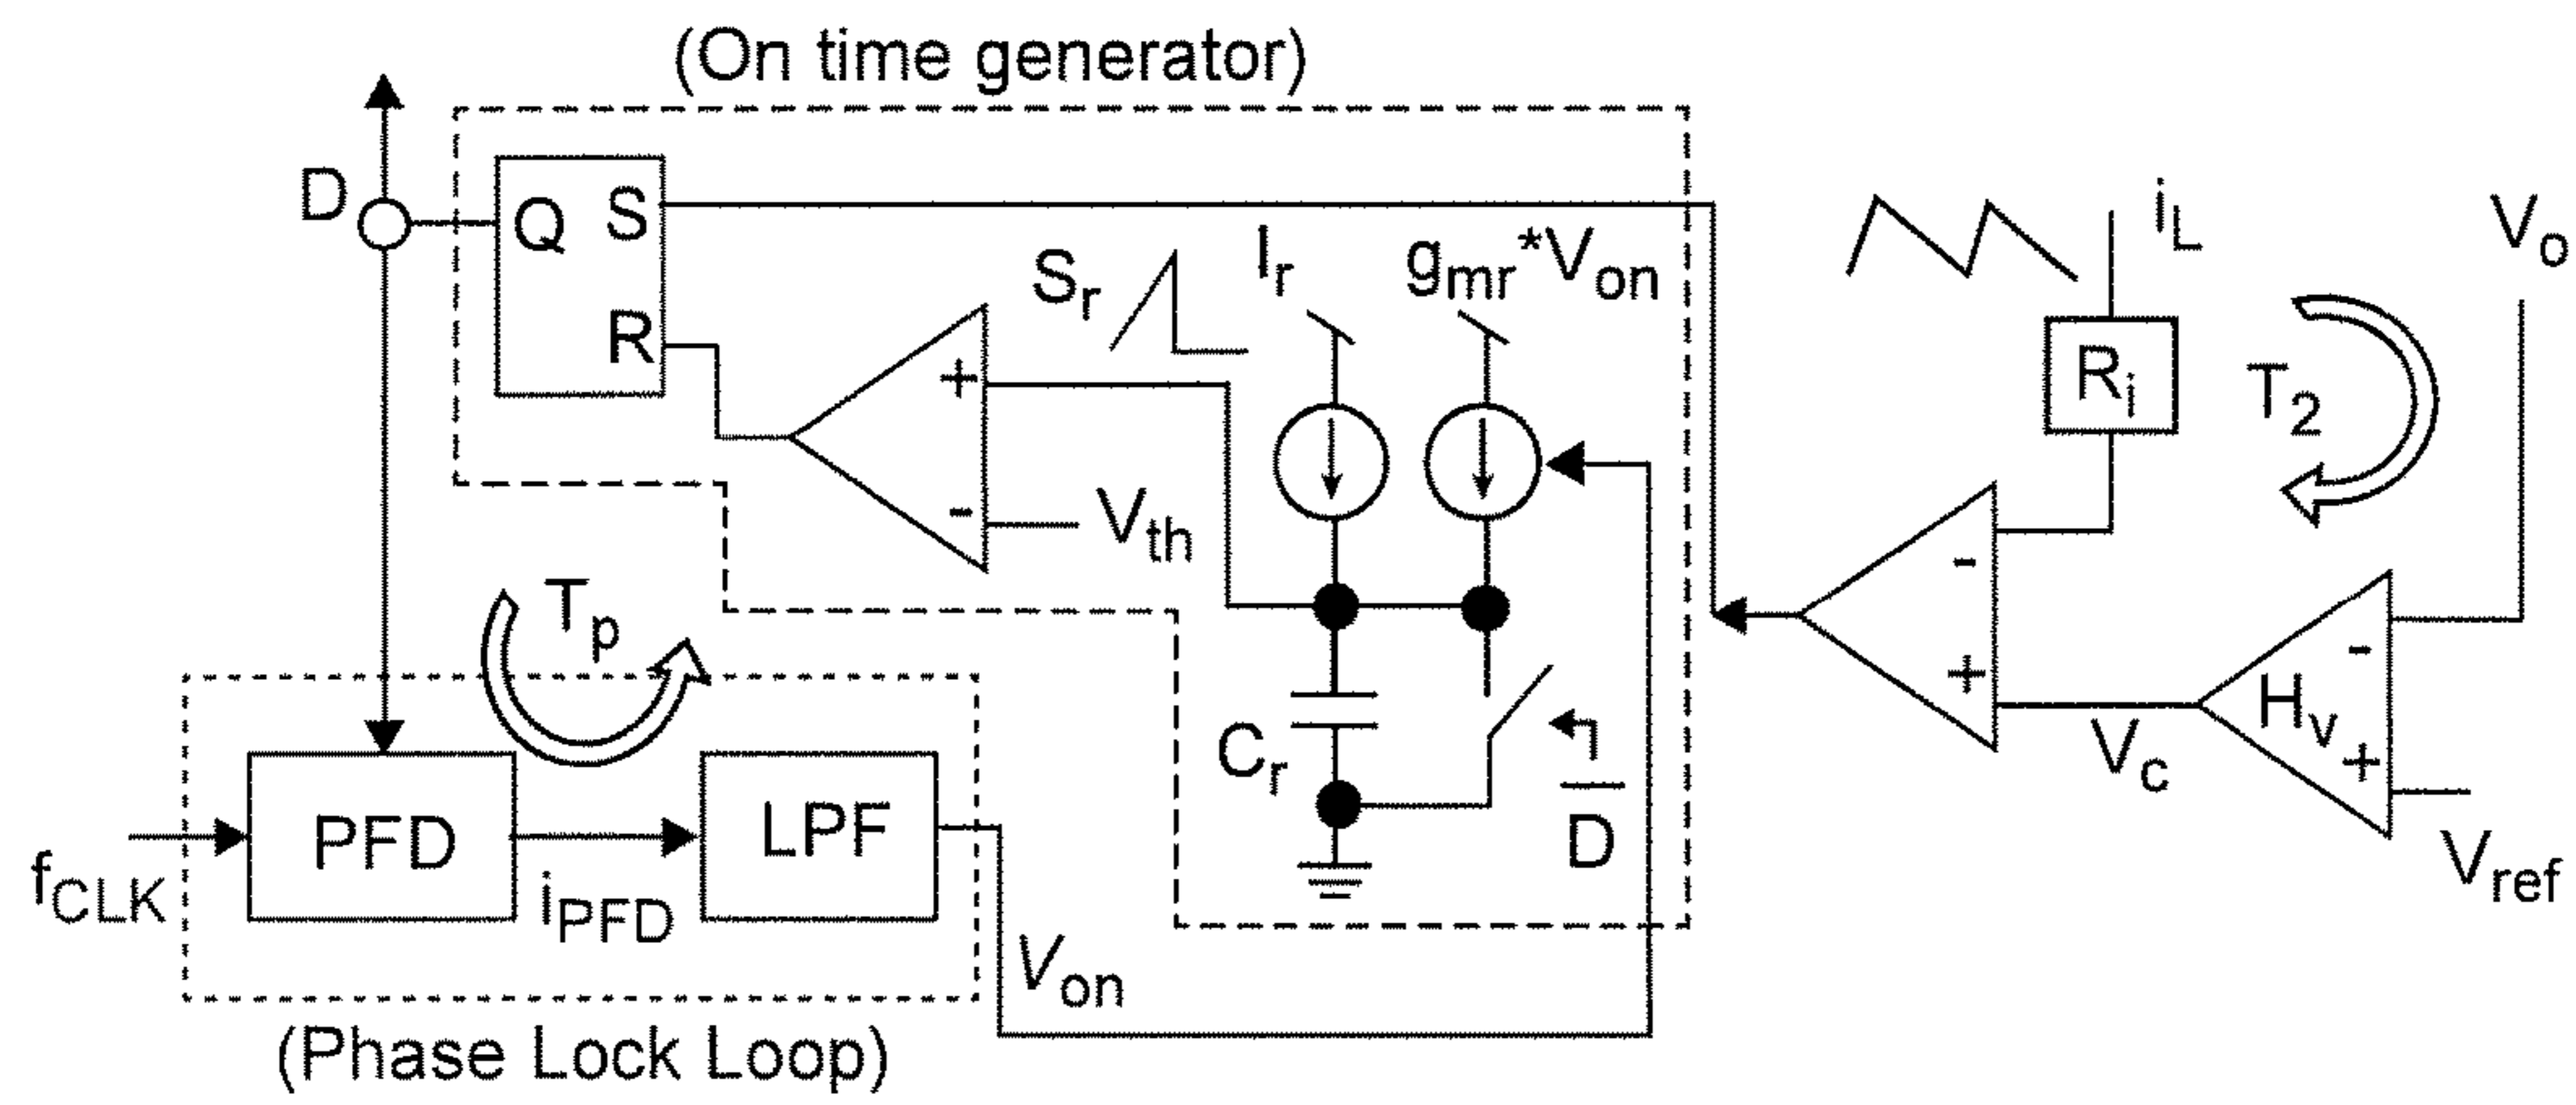 (On time generator)
D
Q
S
R
S_r
I_r
g_mr*V_on
i_L
V_o
R_i
T_2
+
-
V_th
T_p
-
+
-
H_v
+
V_c
V_ref
C_r
D̅
f_CLK
PFD
i_PFD
LPF
V_on
(Phase Lock Loop)